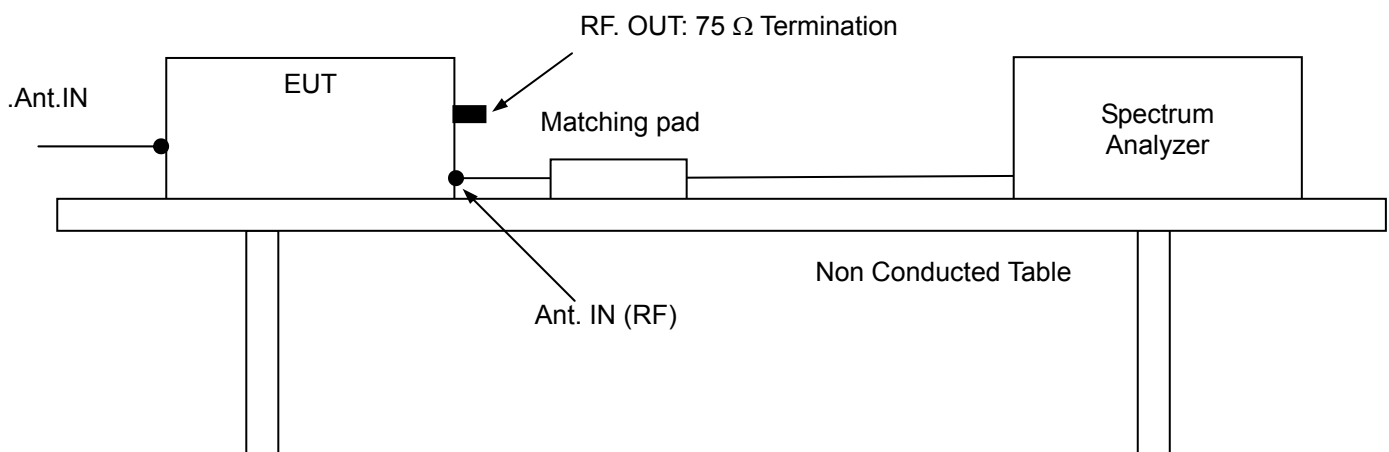 RF. OUT: 75 Ω Termination
EUT
.Ant.IN
Matching pad
Spectrum
Analyzer
Non Conducted Table
Ant. IN (RF)